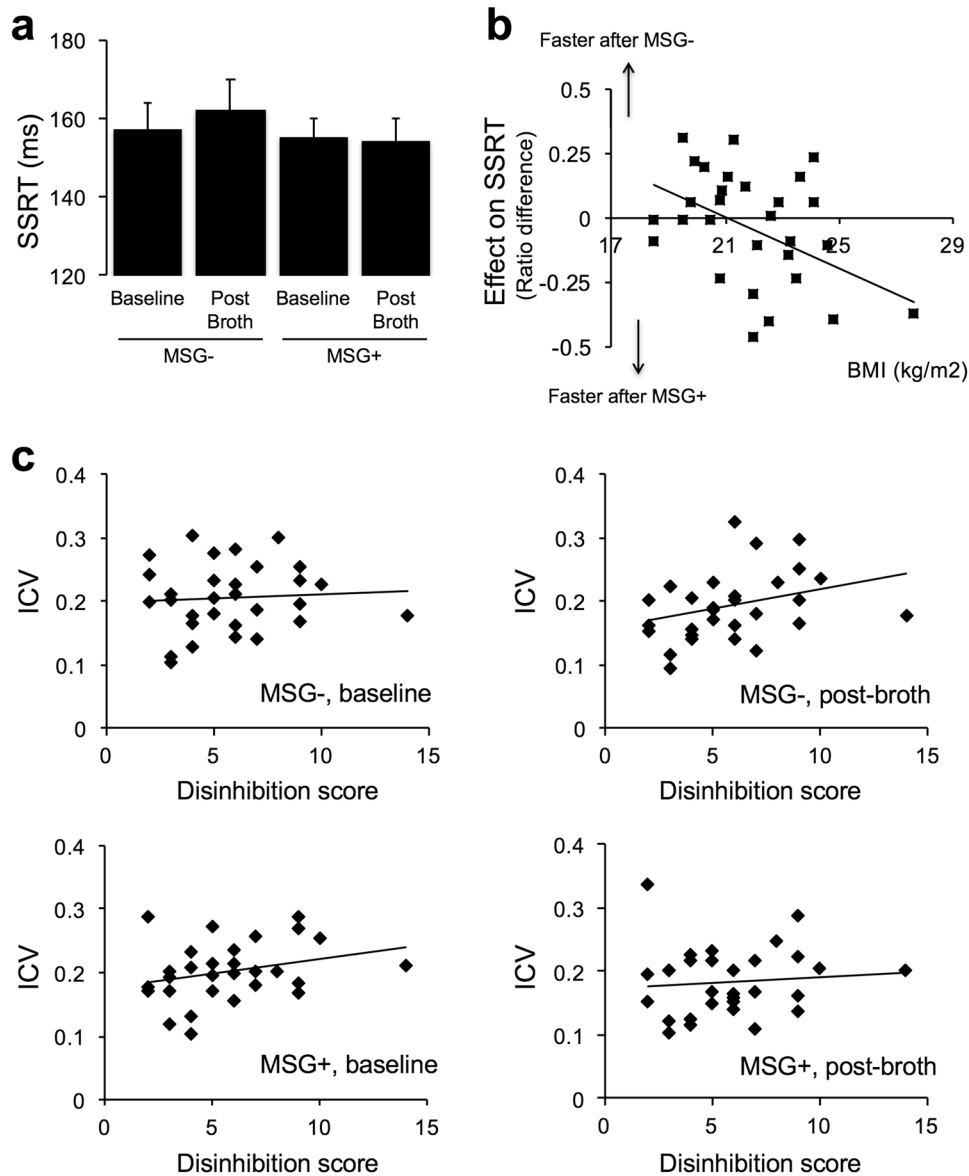 a
180
160
140
120
SSRT (ms)
Baseline
Post
Broth
Baseline
Post
Broth
MSG-
MSG+
b
Faster after MSG-
0.5
0.25
0
-0.25
-0.5
17
21
25
29
Effect on SSRT
(Ratio difference)
BMI (kg/m2)
Faster after MSG+
c
0.4
0.3
0.2
0.1
0
ICV
MSG-, baseline
0
5
10
15
Disinhibition score
0.4
0.3
0.2
0.1
0
ICV
MSG-, post-broth
0
5
10
15
Disinhibition score
0.4
0.3
0.2
0.1
0
ICV
MSG+, baseline
0
5
10
15
Disinhibition score
0.4
0.3
0.2
0.1
0
ICV
MSG+, post-broth
0
5
10
15
Disinhibition score